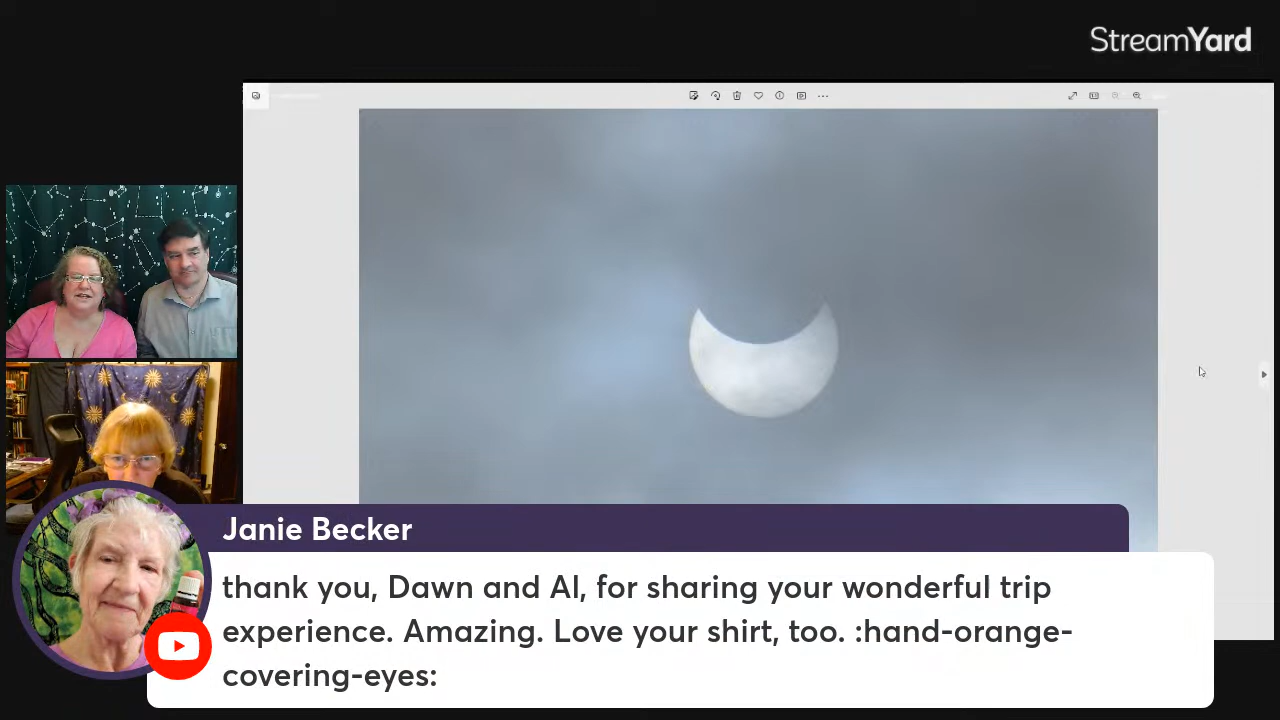 StreamYard
Janie Becker
thank you, Dawn and Al, for sharing your wonderful trip
experience. Amazing. Love your shirt, too. :hand-orange-
covering-eyes: